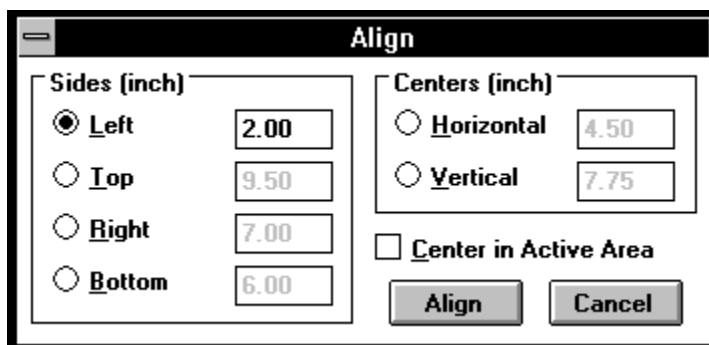 Align
Sides (inch)
Left 2.00
Top 9.50
Right 7.00
Bottom 6.00
Centers (inch)
Horizontal 4.50
Vertical 7.75
Center in Active Area
Align Cancel